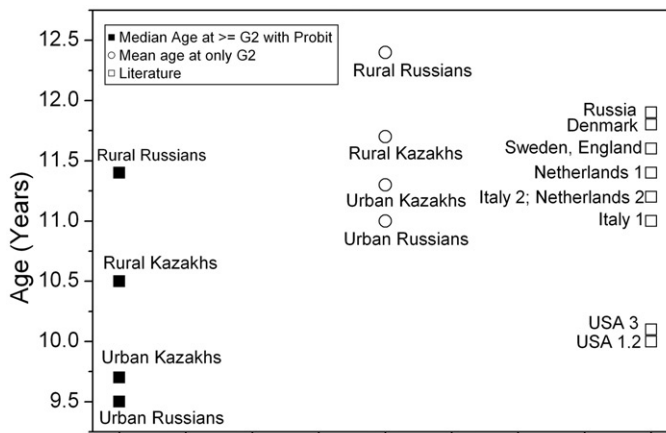 12.5
12.0
11.5
11.0
10.5
10.0
9.5
Age (Years)
Median Age at >= G2 with Probit
Mean age at only G2
Literature
Rural Russians
Rural Kazakhs
Urban Kazakhs
Urban Russians
Rural Russians
Rural Kazakhs
Urban Kazakhs
Urban Russians
Russia
Denmark
Sweden, England
Netherlands 1
Italy 2; Netherlands 2
Italy 1
USA 3
USA 1.2